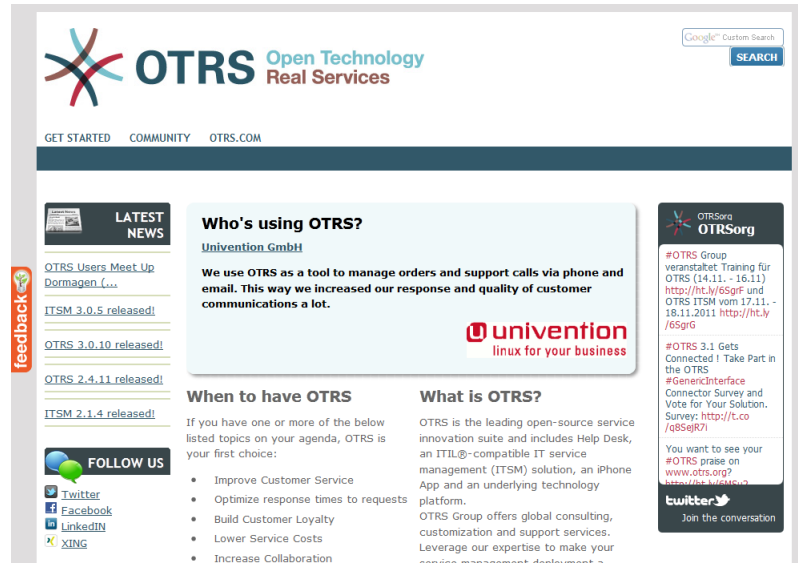 OTRS Open Technology
Real Services
Google™ Custom Search
SEARCH
GET STARTED COMMUNITY OTRS.COM
feedback
LATEST
NEWS
OTRS Users Meet Up
Dormagen (...
ITSM 3.0.5 released!
OTRS 3.0.10 released!
OTRS 2.4.11 released!
ITSM 2.1.4 released!
FOLLOW US
Twitter
Facebook
LinkedIN
XING
Who's using OTRS?
Univention GmbH
We use OTRS as a tool to manage orders and support calls via phone and
email. This way we increased our response and quality of customer
communications a lot.
univention
linux for your business
When to have OTRS
If you have one or more of the below
listed topics on your agenda, OTRS is
your first choice:
• Improve Customer Service
• Optimize response times to requests
• Build Customer Loyalty
• Lower Service Costs
• Increase Collaboration
What is OTRS?
OTRS is the leading open-source service
innovation suite and includes Help Desk,
an ITIL®-compatible IT service
management (ITSM) solution, an iPhone
App and an underlying technology
platform.
OTRS Group offers global consulting,
customization and support services.
Leverage our expertise to make your
service management deployment a
OTRSorg
OTRSorg
#OTRS Group
veranstaltet Training für
OTRS (14.11. - 16.11)
http://ht.ly/6SgrF und
OTRS ITSM vom 17.11. -
18.11.2011 http://ht.ly
/6SgrG
#OTRS 3.1 Gets
Connected ! Take Part in
the OTRS
#GenericInterface
Connector Survey and
Vote for Your Solution.
Survey: http://t.co
/q8SeJR7i
You want to see your
#OTRS praise on
www.otrs.org?
twitter
Join the conversation